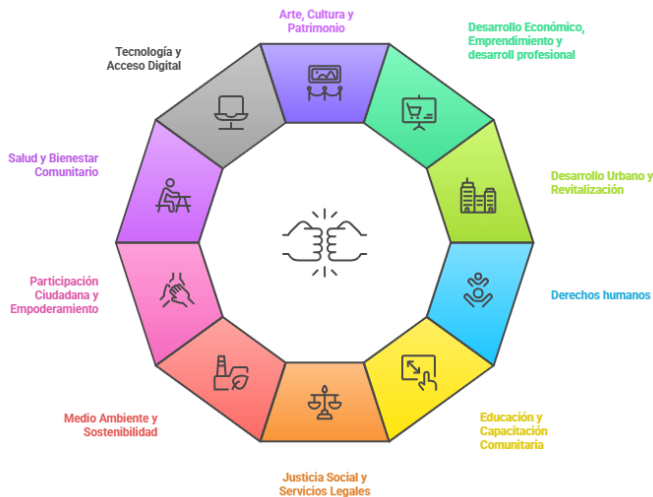 Arte, Cultura y
Patrimonio
Desarrollo Económico,
Emprendimiento y
desarroll profesional
Desarrollo Urbano y
Revitalización
Derechos humanos
Educación y
Capacitación
Comunitaria
Justicia Social y
Servicios Legales
Medio Ambiente y
Sostenibilidad
Participación
Ciudadana y
Empoderamiento
Salud y Bienestar
Comunitario
Tecnología y
Acceso Digital